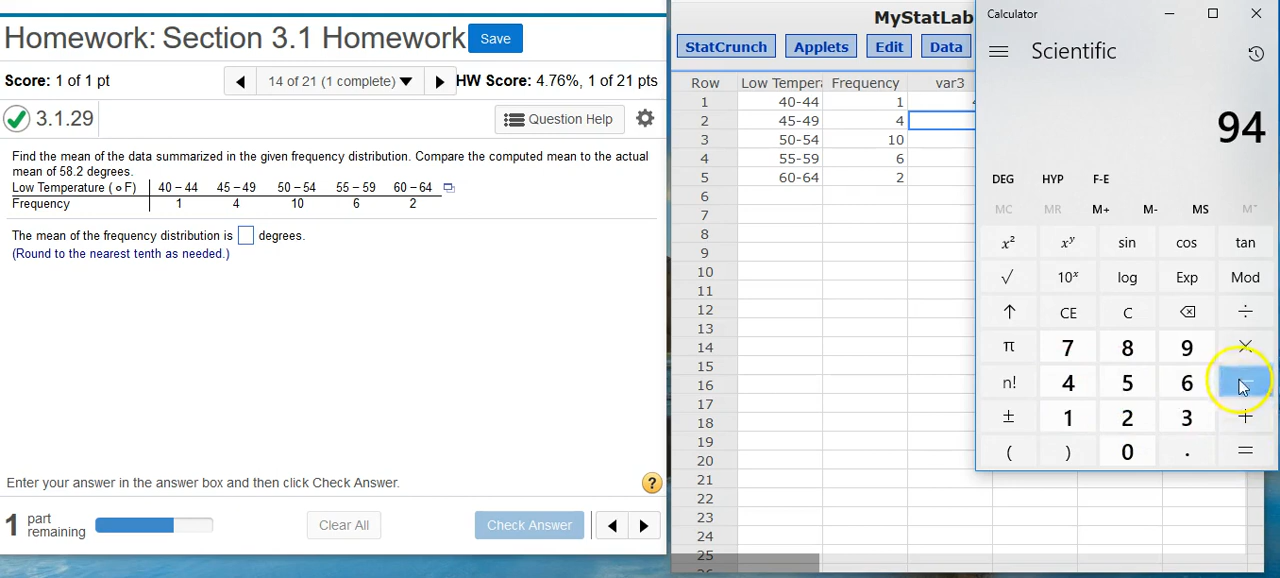 Homework: Section 3.1 Homework Save
Score: 1 of 1 pt
14 of 21 (1 complete)
HW Score: 4.76%, 1 of 21 pts
3.1.29
Question Help
Find the mean of the data summarized in the given frequency distribution. Compare the computed mean to the actual
mean of 58.2 degrees.
Low Temperature (∘F) 40 – 44 45 – 49 50 – 54 55 – 59 60 – 64
Frequency 1 4 10 6 2
The mean of the frequency distribution is degrees.
(Round to the nearest tenth as needed.)
Enter your answer in the answer box and then click Check Answer.
?
1 part remaining
Clear All
Check Answer
MyStatLab
StatCrunch Applets Edit Data
Row Low Tempera Frequency var3
1 40-44 1
2 45-49 4
3 50-54 10
4 55-59 6
5 60-64 2
6
7
8
9
10
11
12
13
14
15
16
17
18
19
20
21
22
23
24
25
Calculator
Scientific
94
DEG HYP F-E
MC MR M+ M- MS M˅
x² xʸ sin cos tan
√ 10ˣ log Exp Mod
↑ CE C ⌫ ÷
π 7 8 9 ×
n! 4 5 6 −
± 1 2 3 +
( ) 0 . =